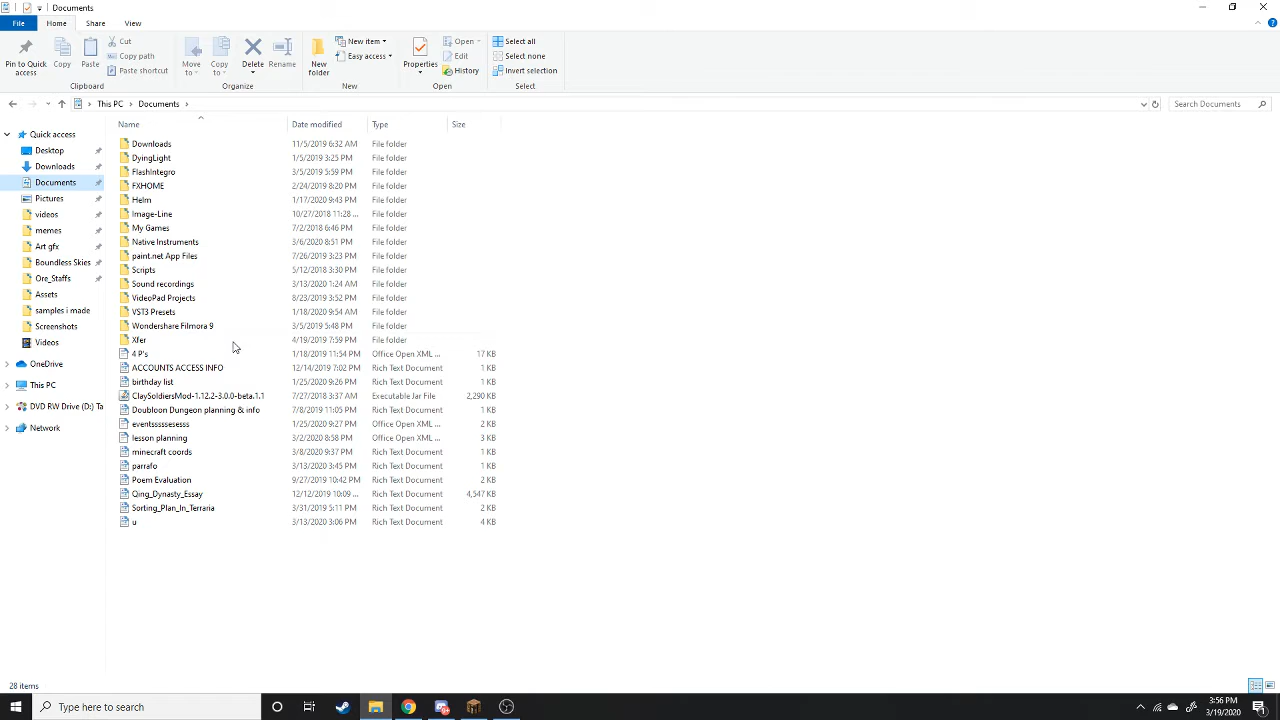 Documents
File
Home
Share
View
Pin to Quick access
Copy
Paste
Cut
Copy path
Paste shortcut
Clipboard
Move to
Copy to
Delete
Rename
Organize
New folder
New item
Easy access
New
Properties
Open
Edit
History
Open
Select all
Select none
Invert selection
Select
This PC > Documents >
Search Documents
Quick access
Desktop
Downloads
Documents
Pictures
videos
memes
Art gfx
Boundless Skies
Ore_Staffs
Assets
samples i made
Screenshots
Videos
OneDrive
This PC
DVD RW Drive (D:) Ta
Network
Name Date modified Type Size
Downloads 11/5/2019 6:32 AM File folder
DyingLight 1/5/2019 3:25 PM File folder
FlashIntegro 3/5/2019 5:59 PM File folder
FXHOME 2/24/2019 8:20 PM File folder
Helm 1/17/2020 9:43 PM File folder
Image-Line 10/27/2018 11:28 ... File folder
My Games 7/2/2018 6:46 PM File folder
Native Instruments 3/6/2020 8:51 PM File folder
paint.net App Files 7/26/2019 3:23 PM File folder
Scripts 5/12/2018 3:30 PM File folder
Sound recordings 3/13/2020 1:24 AM File folder
VideoPad Projects 8/23/2019 3:52 PM File folder
VST3 Presets 1/18/2020 9:54 AM File folder
Wondershare Filmora 9 3/5/2019 5:48 PM File folder
Xfer 4/19/2019 7:59 PM File folder
4 P's 1/18/2019 11:54 PM Office Open XML ... 17 KB
ACCOUNTS ACCESS INFO 12/14/2019 7:02 PM Rich Text Document 1 KB
birthday list 1/25/2020 9:26 PM Rich Text Document 1 KB
ClaySoldiersMod-1.12.2-3.0.0-beta.1.1 7/27/2018 3:37 AM Executable Jar File 2,290 KB
Doubloon Dungeon planning & info 7/8/2019 11:05 PM Rich Text Document 1 KB
eventsssssesesss 1/25/2020 9:27 PM Office Open XML ... 2 KB
lesson planning 3/2/2020 8:58 PM Office Open XML ... 3 KB
minecraft coords 3/8/2020 9:37 PM Rich Text Document 1 KB
parrafo 3/13/2020 3:45 PM Rich Text Document 1 KB
Poem Evaluation 9/27/2019 10:42 PM Rich Text Document 1 KB
Qing_Dynasty_Essay 12/12/2019 10:09 ... Rich Text Document 4,547 KB
Sorting_Plan_In_Terraria 3/31/2019 5:11 PM Rich Text Document 2 KB
u 3/13/2020 3:06 PM Rich Text Document 4 KB
28 items
Type here to search
3:56 PM
3/19/2020